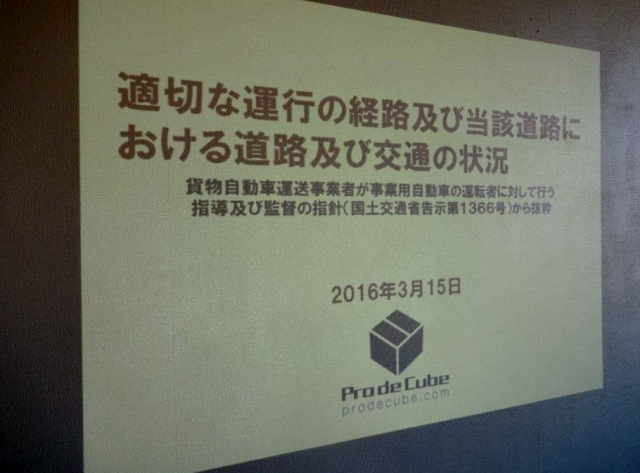 適切な運行の経路及び当該道路に
おける道路及び交通の状況
貨物自動車運送事業者が事業用自動車の運転者に対して行う
指導及び監督の指針(国土交通省告示第1366号)から抜粋
2016年3月15日
Pro de Cube
prodecube.com